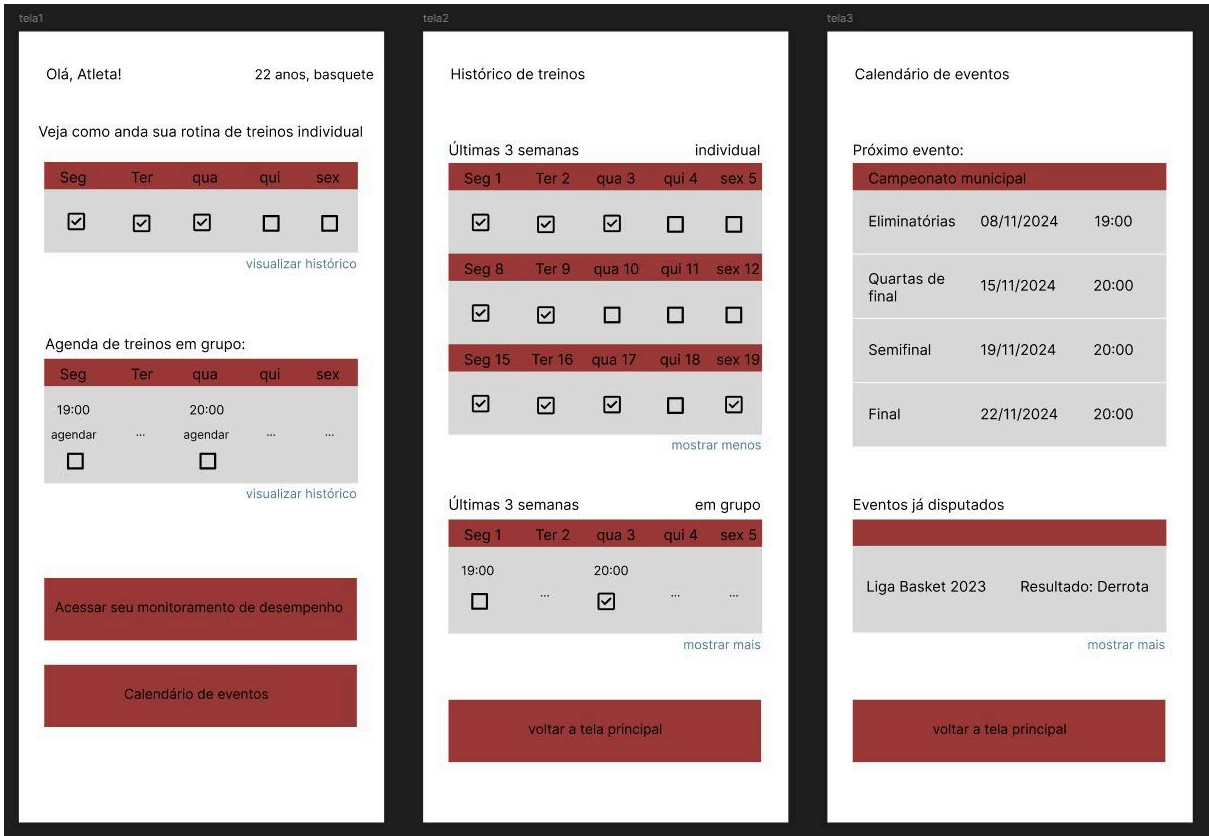 tela1
Olá, Atleta! 22 anos, basquete
Veja como anda sua rotina de treinos individual
Seg Ter qua qui sex
visualizar histórico
Agenda de treinos em grupo:
Seg Ter qua qui sex
19:00 20:00
agendar ... agendar ... ...
visualizar histórico
Acessar seu monitoramento de desempenho
Calendário de eventos
tela2
Histórico de treinos
Últimas 3 semanas individual
Seg 1 Ter 2 qua 3 qui 4 sex 5
Seg 8 Ter 9 qua 10 qui 11 sex 12
Seg 15 Ter 16 qua 17 qui 18 sex 19
mostrar menos
Últimas 3 semanas em grupo
Seg 1 Ter 2 qua 3 qui 4 sex 5
19:00 20:00
... ... ...
mostrar mais
voltar a tela principal
tela3
Calendário de eventos
Próximo evento:
Campeonato municipal
Eliminatórias 08/11/2024 19:00
Quartas de
final 15/11/2024 20:00
Semifinal 19/11/2024 20:00
Final 22/11/2024 20:00
Eventos já disputados
Liga Basket 2023 Resultado: Derrota
mostrar mais
voltar a tela principal